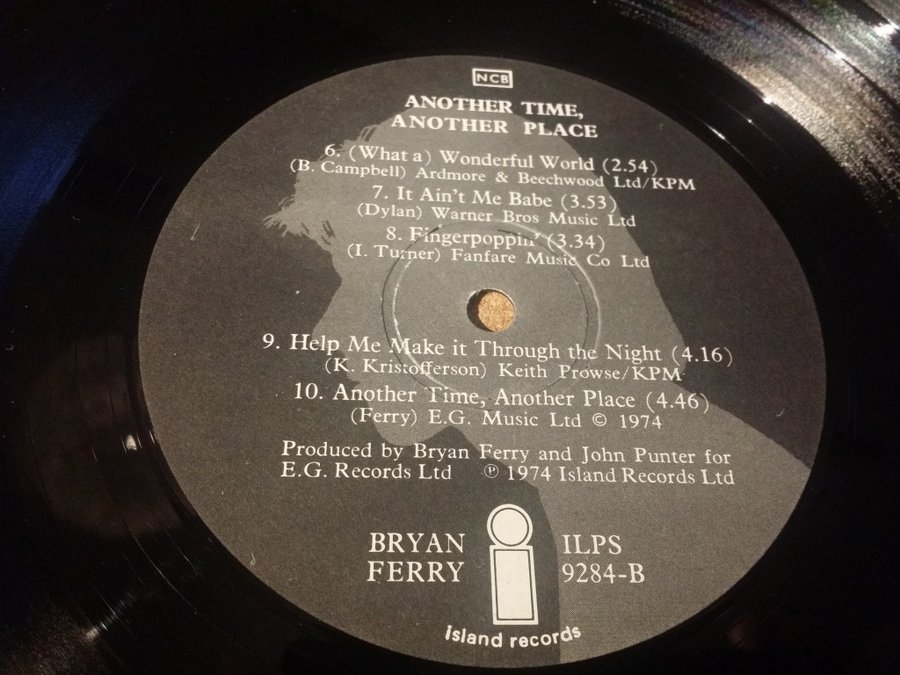 NCB
ANOTHER TIME,
ANOTHER PLACE
6. (What a) Wonderful World (2.54)
(B. Campbell) Ardmore & Beechwood Ltd/KPM
7. It Ain't Me Babe (3.53)
(Dylan) Warner Bros Music Ltd
8. Fingerpoppin' (3.34)
(I. Turner) Fanfare Music Co Ltd
9. Help Me Make it Through the Night (4.16)
(K. Kristofferson) Keith Prowse/KPM
10. Another Time, Another Place (4.46)
(Ferry) E.G. Music Ltd © 1974
Produced by Bryan Ferry and John Punter for
E.G. Records Ltd ℗ 1974 Island Records Ltd
BRYAN
FERRY
ILPS
9284-B
island records